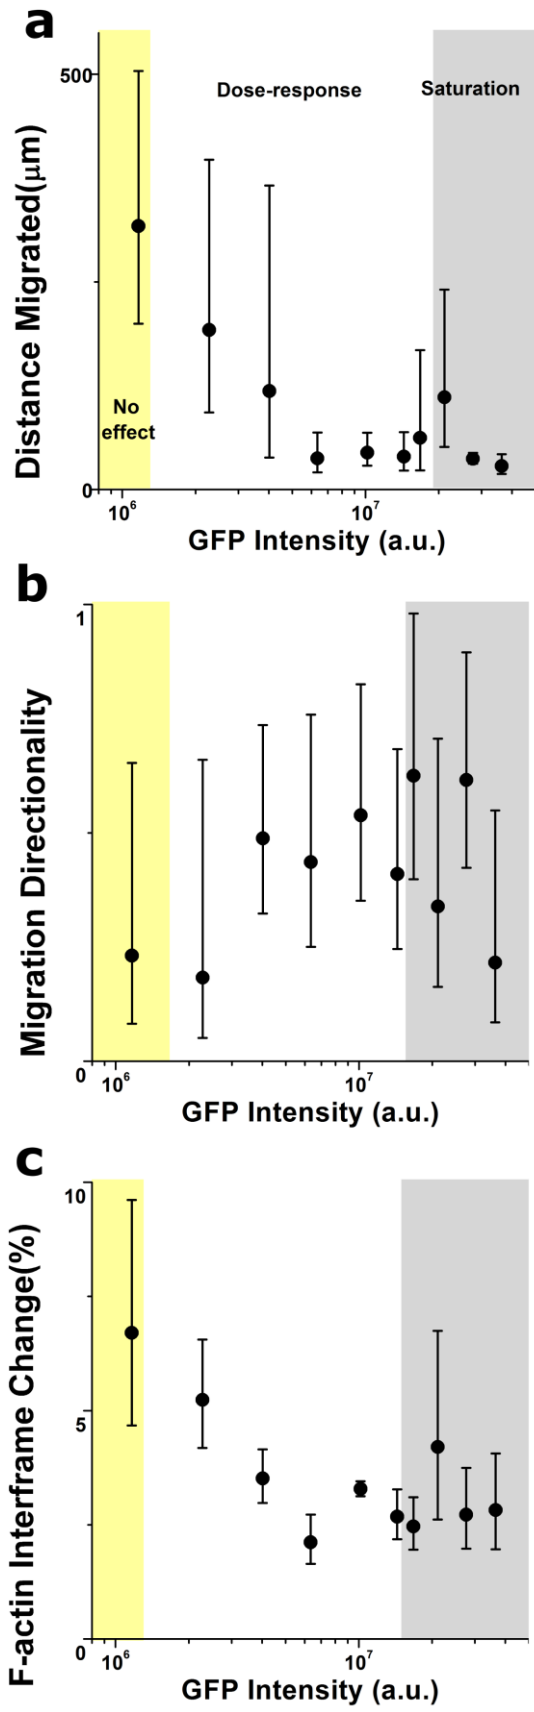 a
500
Dose-response
Saturation
Distance Migrated(μm)
No
effect
0
10⁶
10⁷
GFP Intensity (a.u.)
b
1
Migration Directionality
0
10⁶
10⁷
GFP Intensity (a.u.)
c
10
F-actin Interframe Change(%)
5
0
10⁶
10⁷
GFP Intensity (a.u.)